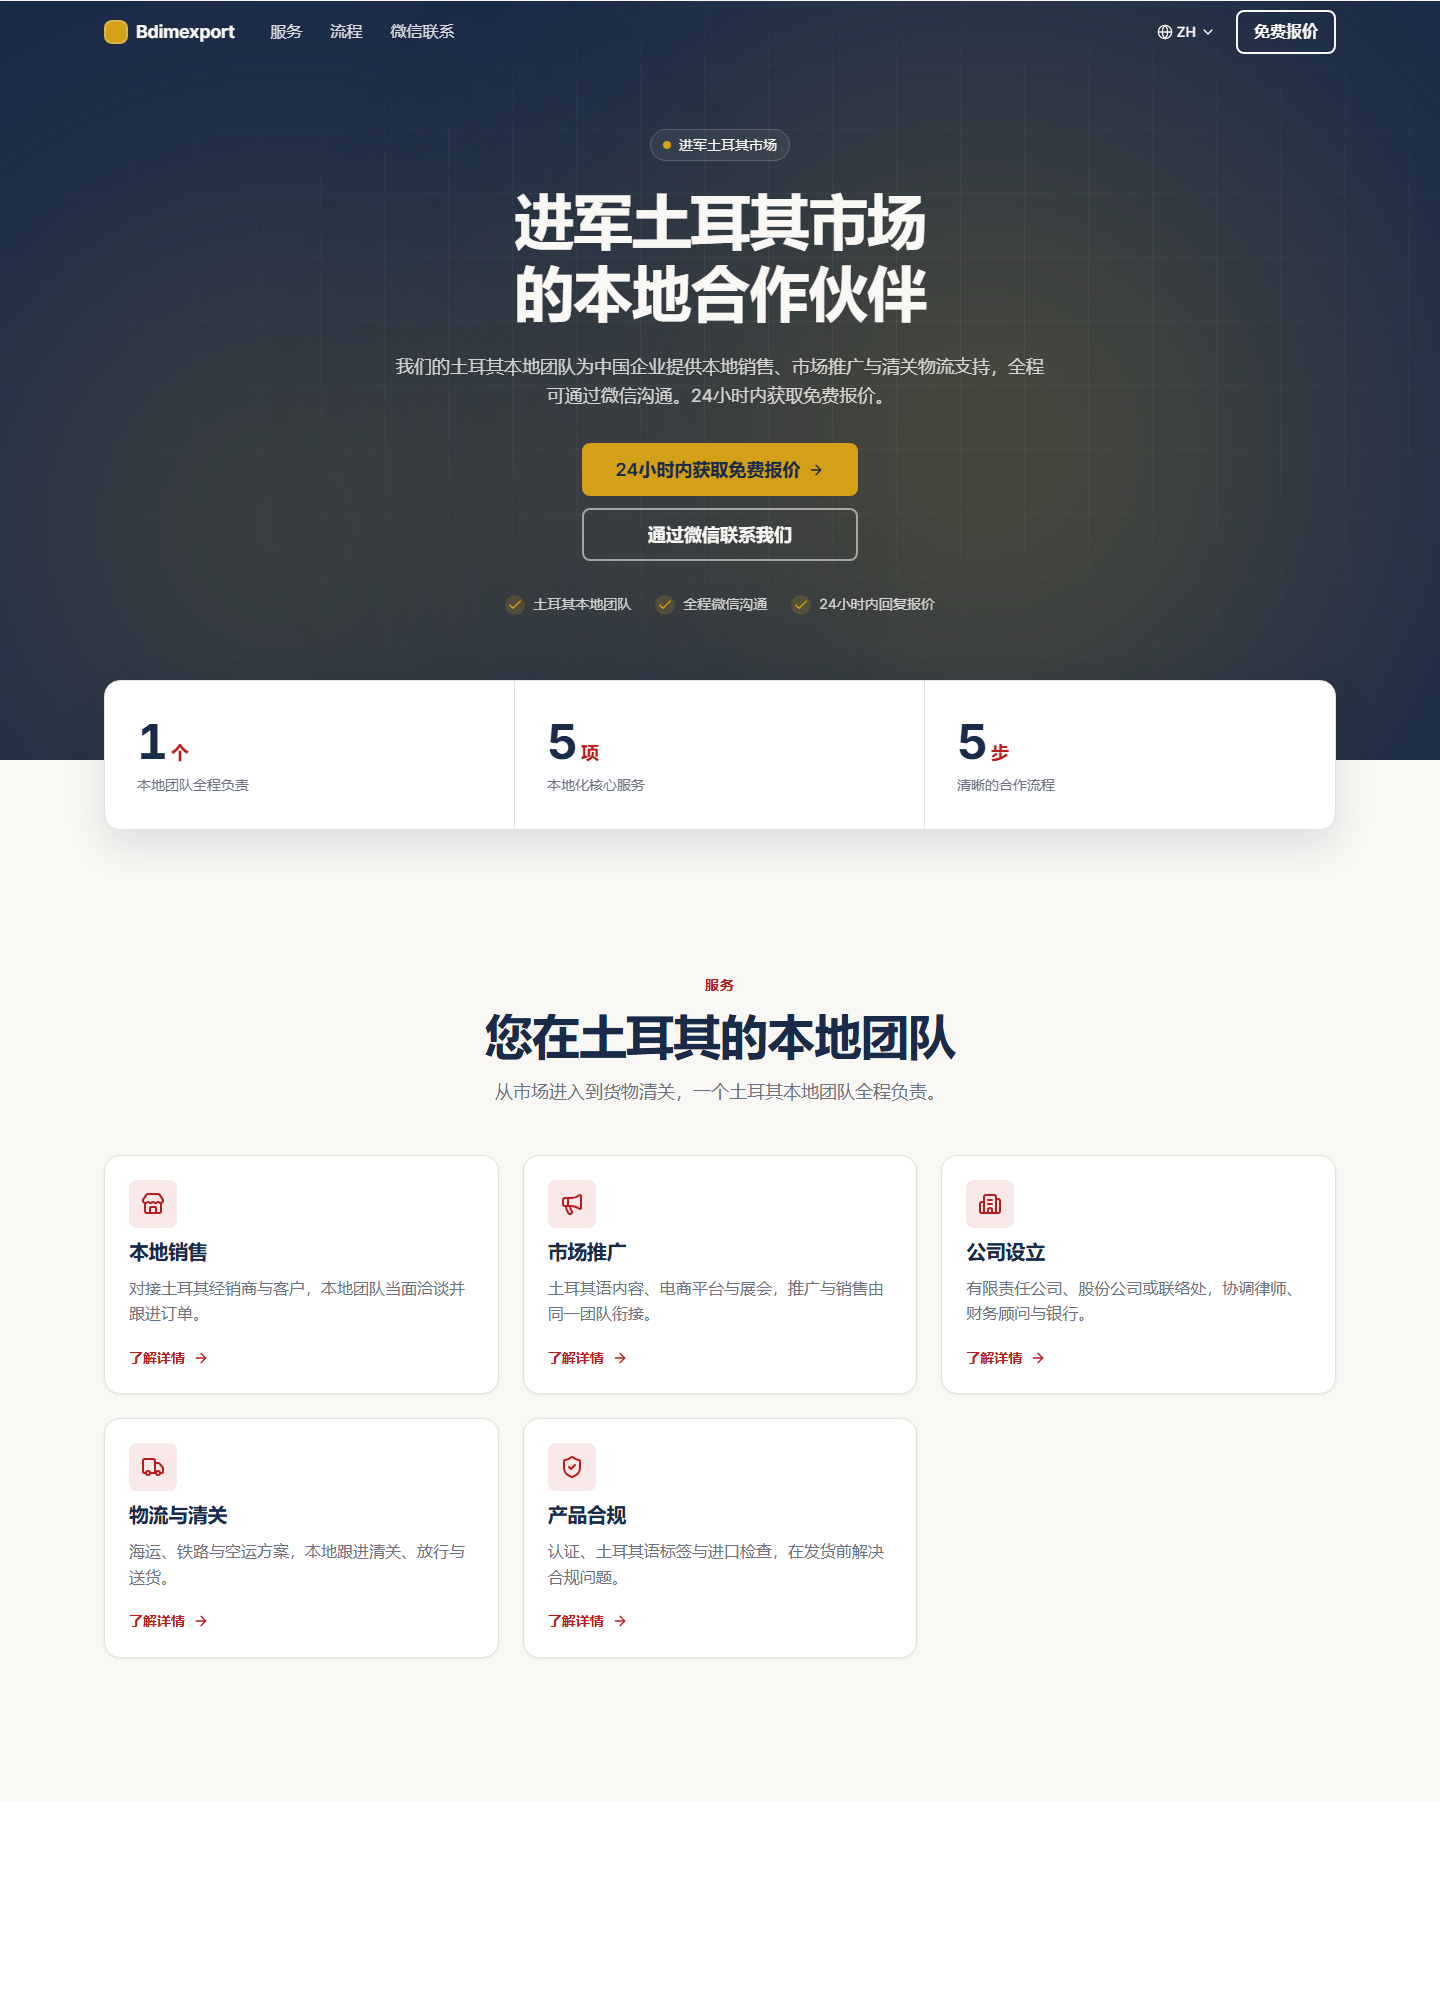 Bdimexport
服务
流程
微信联系
ZH
免费报价
进军土耳其市场
进军土耳其市场
的本地合作伙伴
我们的土耳其本地团队为中国企业提供本地销售、市场推广与清关物流支持，全程
可通过微信沟通。24小时内获取免费报价。
24小时内获取免费报价 →
通过微信联系我们
土耳其本地团队
全程微信沟通
24小时内回复报价
1个
本地团队全程负责
5项
本地化核心服务
5步
清晰的合作流程
服务
您在土耳其的本地团队
从市场进入到货物清关，一个土耳其本地团队全程负责。
本地销售
对接土耳其经销商与客户，本地团队当面洽谈并
跟进订单。
了解详情 →
市场推广
土耳其语内容、电商平台与展会，推广与销售由
同一团队衔接。
了解详情 →
公司设立
有限责任公司、股份公司或联络处，协调律师、
财务顾问与银行。
了解详情 →
物流与清关
海运、铁路与空运方案，本地跟进清关、放行与
送货。
了解详情 →
产品合规
认证、土耳其语标签与进口检查，在发货前解决
合规问题。
了解详情 →